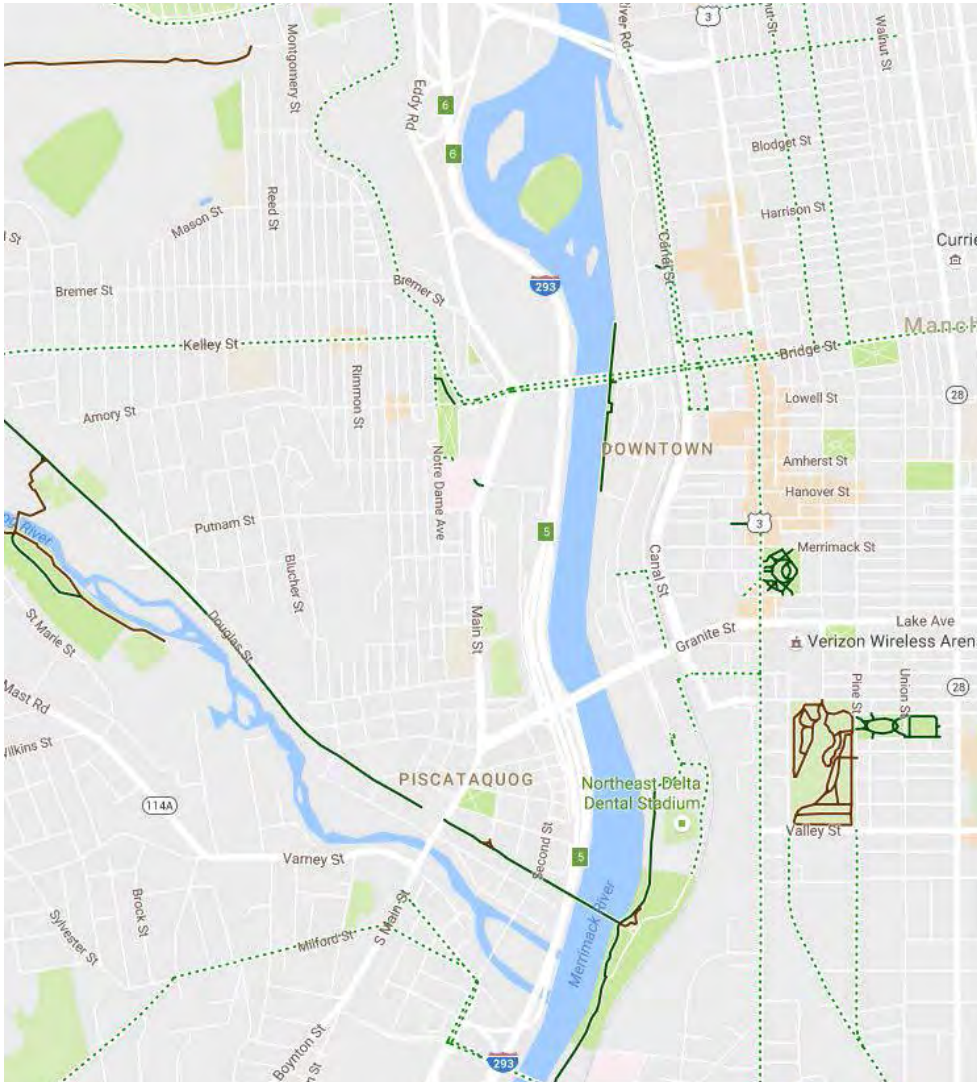 3
Walnut St
Montgomery St
River Rd
Eddy Rd
6
6
Blodget St
Reed St
Mason St
Harrison St
Canal St
Currie
Bremer St
Bremer St
293
Kelley St
Bridge St
Manch
Rimmon St
28
Lowell St
Amory St
Notre Dame Ave
DOWNTOWN
Amherst St
Hanover St
Putnam St
River
5
3
Merrimack St
Blucher St
Canal St
Main St
Douglas St
St Marie St
Granite St
Lake Ave
Verizon Wireless Aren
Mast Rd
Pine St
Union St
28
Wilkins St
PISCATAQUOG
Northeast Delta
Dental Stadium
114A
Valley St
Second St
Varney St
5
Brock St
Merrimack River
S Main St
Sylvester St
Milford St
Boynton St
293